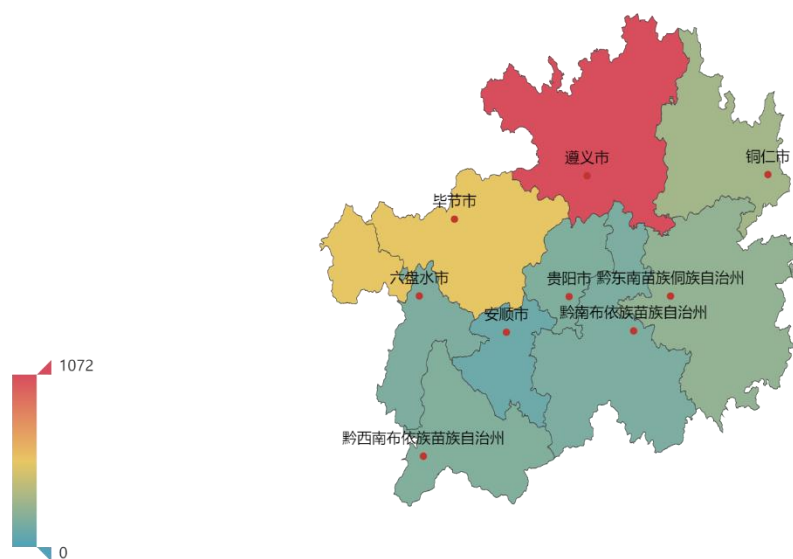 遵义市
铜仁市
毕节市
六盘水市
贵阳市
黔东南苗族侗族自治州
安顺市
黔南布依族苗族自治州
1072
黔西南布依族苗族自治州
0